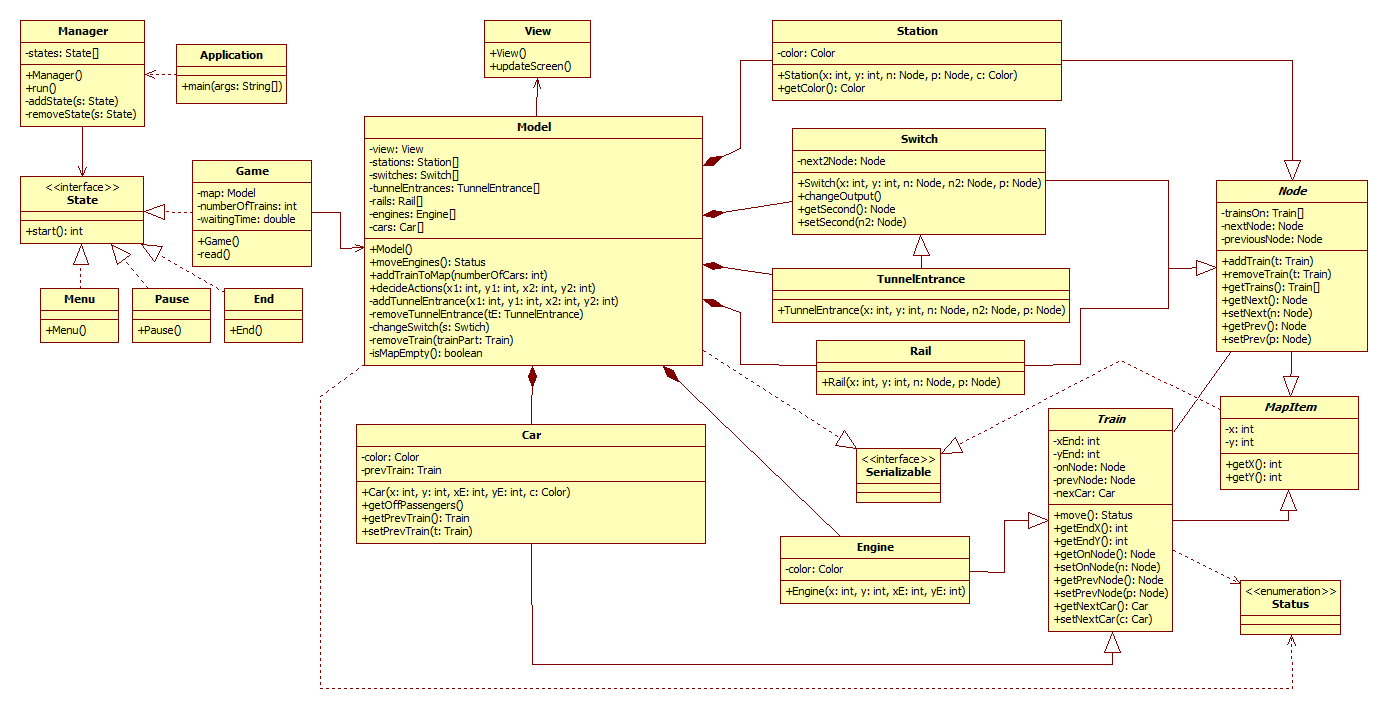 Manager
-states: State[]
+Manager()
+run()
-addState(s: State)
-removeState(s: State)
Application
+main(args: String[])
View
+View()
+updateScreen()
Station
-color: Color
+Station(x: int, y: int, n: Node, p: Node, c: Color)
+getColor(): Color
Model
-view: View
-stations: Station[]
-switches: Switch[]
-tunnelEntrances: TunnelEntrance[]
-rails: Rail[]
-engines: Engine[]
-cars: Car[]
+Model()
+moveEngines(): Status
+addTrainToMap(numberOfCars: int)
+decideActions(x1: int, y1: int, x2: int, y2: int)
-addTunnelEntrance(x1: int, y1: int, x2: int, y2: int)
-removeTunnelEntrance(tE: TunnelEntrance)
-changeSwitch(s: Swtich)
-removeTrain(trainPart: Train)
-isMapEmpty(): boolean
Switch
-next2Node: Node
+Switch(x: int, y: int, n: Node, n2: Node, p: Node)
+changeOutput()
+getSecond(): Node
+setSecond(n2: Node)
<<interface>>
State
+start(): int
Game
-map: Model
-numberOfTrains: int
-waitingTime: double
+Game()
-read()
Node
-trainsOn: Train[]
-nextNode: Node
-previousNode: Node
+addTrain(t: Train)
+removeTrain(t: Train)
+getTrains(): Train[]
+getNext(): Node
+setNext(n: Node)
+getPrev(): Node
+setPrev(p: Node)
TunnelEntrance
+TunnelEntrance(x: int, y: int, n: Node, n2: Node, p: Node)
Menu
+Menu()
Pause
+Pause()
End
+End()
Rail
+Rail(x: int, y: int, n: Node, p: Node)
MapItem
-x: int
-y: int
+getX(): int
+getY(): int
Train
-xEnd: int
-yEnd: int
-onNode: Node
-prevNode: Node
-nexCar: Car
+move(): Status
+getEndX(): int
+getEndY(): int
+getOnNode(): Node
+setOnNode(n: Node)
+getPrevNode(): Node
+setPrevNode(p: Node)
+getNextCar(): Car
+setNextCar(c: Car)
Car
-color: Color
-prevTrain: Train
+Car(x: int, y: int, xE: int, yE: int, c: Color)
+getOffPassengers()
+getPrevTrain(): Train
+setPrevTrain(t: Train)
<<interface>>
Serializable
Engine
-color: Color
+Engine(x: int, y: int, xE: int, yE: int)
<<enumeration>>
Status